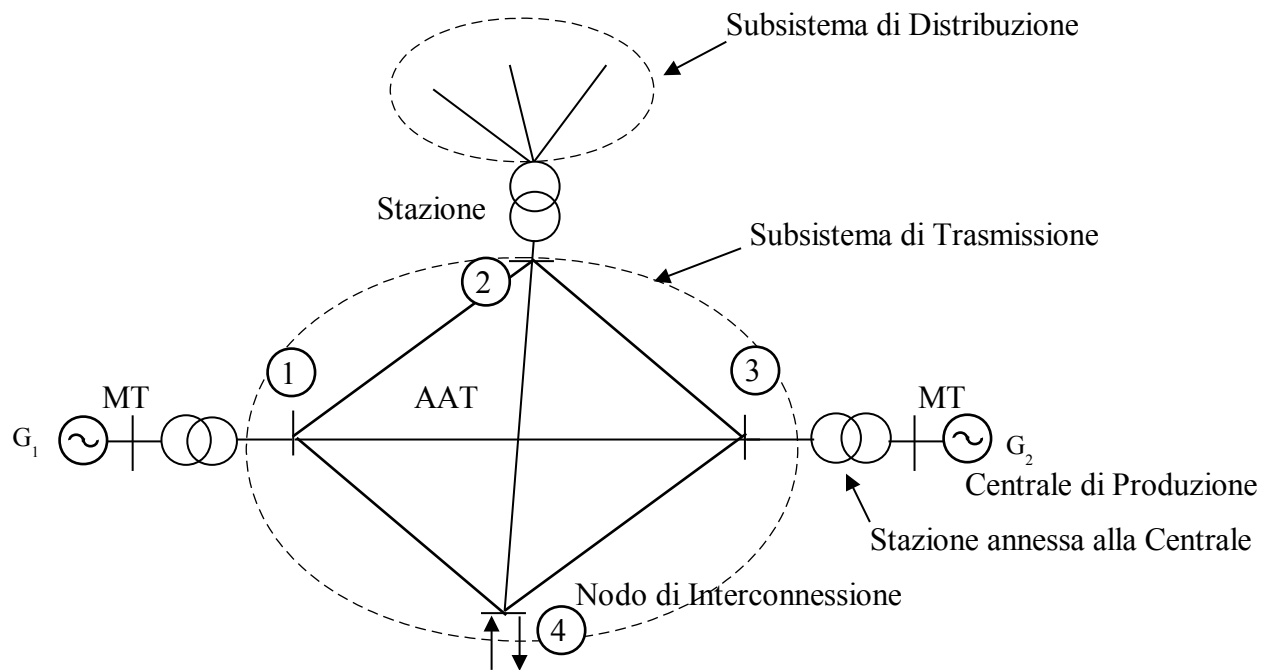 Subsistema di Distribuzione
Stazione
Subsistema di Trasmissione
2
1
3
MT
AAT
MT
G1
G2
Centrale di Produzione
Stazione annessa alla Centrale
Nodo di Interconnessione
4